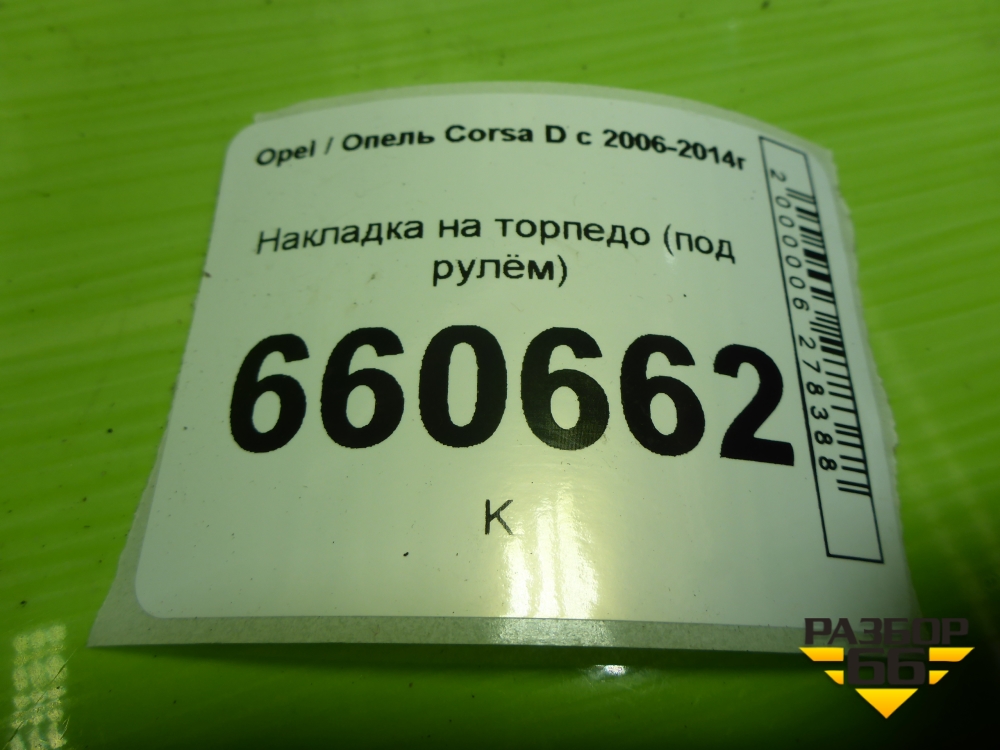 Opel / Опель Corsa D с 2006-2014г
Накладка на торпедо (под
рулём)
660662
К
2000006278388
РАЗБОР
66